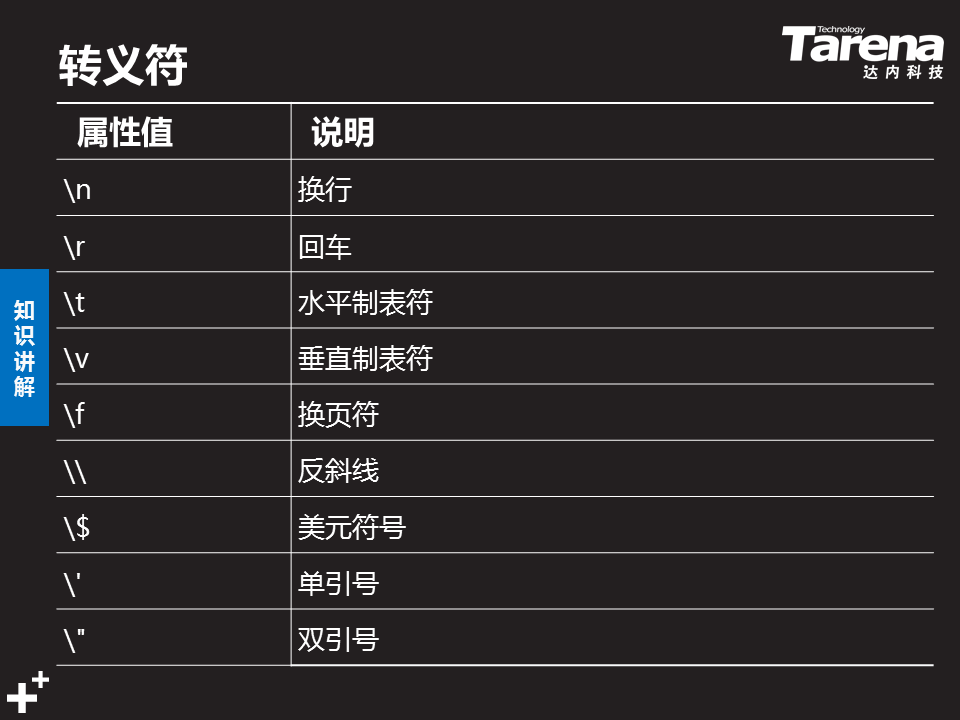 转义符
Technology
Tarena
达内科技
属性值 说明
\n 换行
\r 回车
\t 水平制表符
\v 垂直制表符
\f 换页符
\\ 反斜线
\$ 美元符号
\' 单引号
\" 双引号
知识讲解